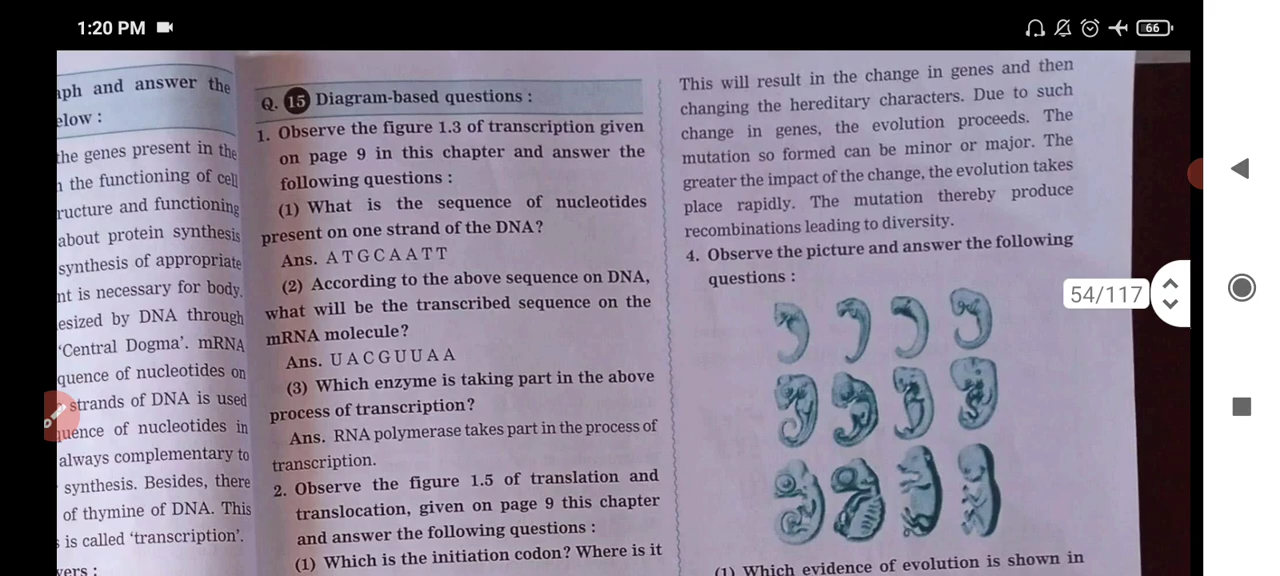 1:20 PM
66
aph and answer the
elow :
the genes present in the
the functioning of cell
ructure and functioning
about protein synthesis
synthesis of appropriate
nt is necessary for body.
esized by DNA through
‘Central Dogma’. mRNA
quence of nucleotides on
strands of DNA is used
quence of nucleotides in
always complementary to
synthesis. Besides, there
of thymine of DNA. This
is called ‘transcription’.
wers :
Q. 15 Diagram-based questions :
1. Observe the figure 1.3 of transcription given
on page 9 in this chapter and answer the
following questions :
(1) What is the sequence of nucleotides
present on one strand of the DNA?
Ans. A T G C A A T T
(2) According to the above sequence on DNA,
what will be the transcribed sequence on the
mRNA molecule?
Ans. U A C G U U A A
(3) Which enzyme is taking part in the above
process of transcription?
Ans. RNA polymerase takes part in the process of
transcription.
2. Observe the figure 1.5 of translation and
translocation, given on page 9 this chapter
and answer the following questions :
(1) Which is the initiation codon? Where is it
This will result in the change in genes and then
changing the hereditary characters. Due to such
change in genes, the evolution proceeds. The
mutation so formed can be minor or major. The
greater the impact of the change, the evolution takes
place rapidly. The mutation thereby produce
recombinations leading to diversity.
4. Observe the picture and answer the following
questions :
54/117
(1) Which evidence of evolution is shown in